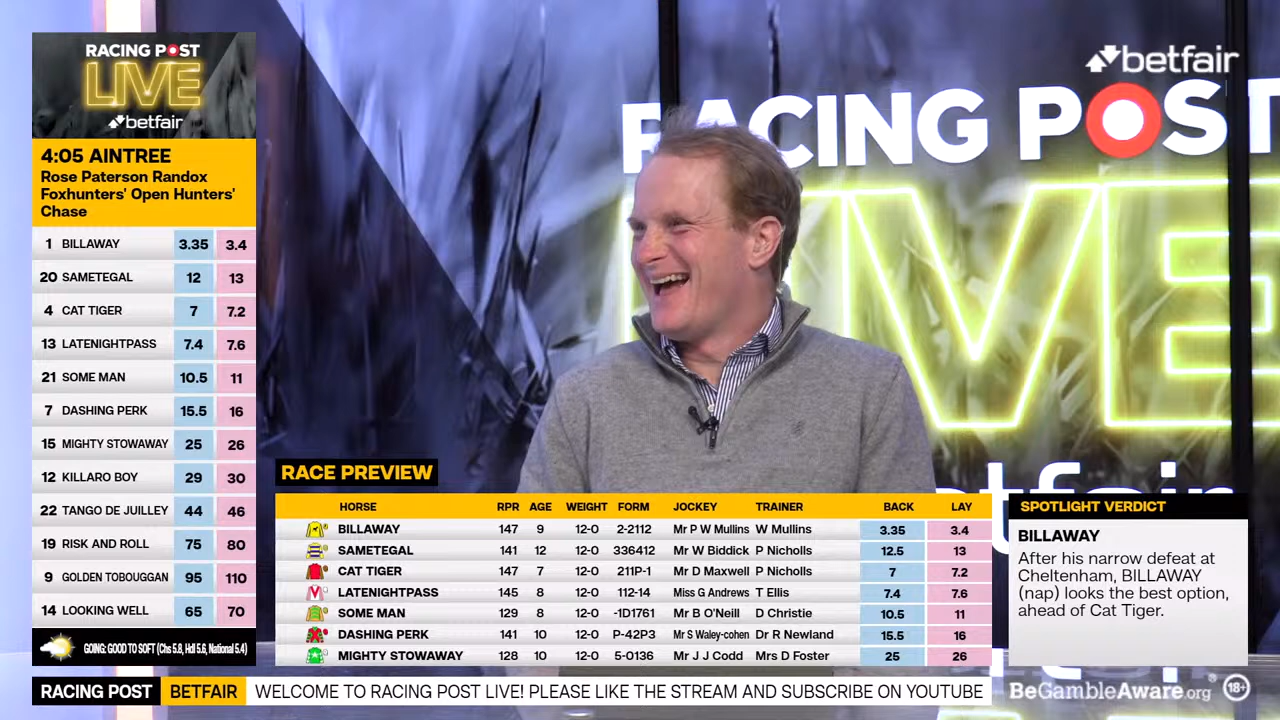 RACING POST
LIVE
betfair
4:05 AINTREE
Rose Paterson Randox
Foxhunters' Open Hunters'
Chase
1 BILLAWAY 3.35 3.4
20 SAMETEGAL 12 13
4 CAT TIGER 7 7.2
13 LATENIGHTPASS 7.4 7.6
21 SOME MAN 10.5 11
7 DASHING PERK 15.5 16
15 MIGHTY STOWAWAY 25 26
12 KILLARO BOY 29 30
22 TANGO DE JUILLEY 44 46
19 RISK AND ROLL 75 80
9 GOLDEN TOBOUGGAN 95 110
14 LOOKING WELL 65 70
GOING: GOOD TO SOFT (Chs 5.8, Hdl 5.6, National 5.4)
betfair
RACING POST
LIVE
betfair
RACE PREVIEW
HORSE RPR AGE WEIGHT FORM JOCKEY TRAINER BACK LAY
BILLAWAY 147 9 12-0 2-2112 Mr P W Mullins W Mullins 3.35 3.4
SAMETEGAL 141 12 12-0 336412 Mr W Biddick P Nicholls 12.5 13
CAT TIGER 147 7 12-0 211P-1 Mr D Maxwell P Nicholls 7 7.2
LATENIGHTPASS 145 8 12-0 112-14 Miss G Andrews T Ellis 7.4 7.6
SOME MAN 129 8 12-0 -1D1761 Mr B O'Neill D Christie 10.5 11
DASHING PERK 141 10 12-0 P-42P3 Mr S Waley-cohen Dr R Newland 15.5 16
MIGHTY STOWAWAY 128 10 12-0 5-0136 Mr J J Codd Mrs D Foster 25 26
SPOTLIGHT VERDICT
BILLAWAY
After his narrow defeat at
Cheltenham, BILLAWAY
(nap) looks the best option,
ahead of Cat Tiger.
RACING POST BETFAIR WELCOME TO RACING POST LIVE! PLEASE LIKE THE STREAM AND SUBSCRIBE ON YOUTUBE
BeGambleAware.org® 18+